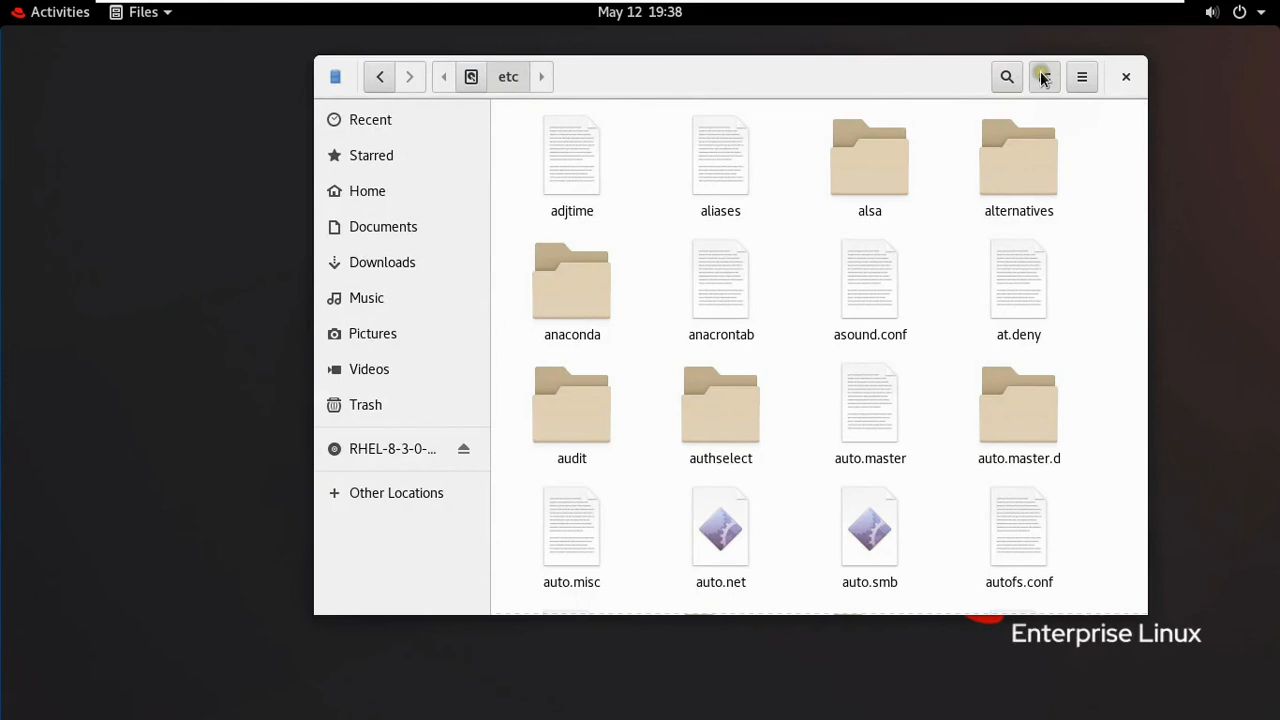 Activities Files May 12 19:38
etc
Recent
Starred
Home
Documents
Downloads
Music
Pictures
Videos
Trash
RHEL-8-3-0-...
Other Locations
adjtime aliases alsa alternatives
anaconda anacrontab asound.conf at.deny
audit authselect auto.master auto.master.d
auto.misc auto.net auto.smb autofs.conf
Enterprise Linux